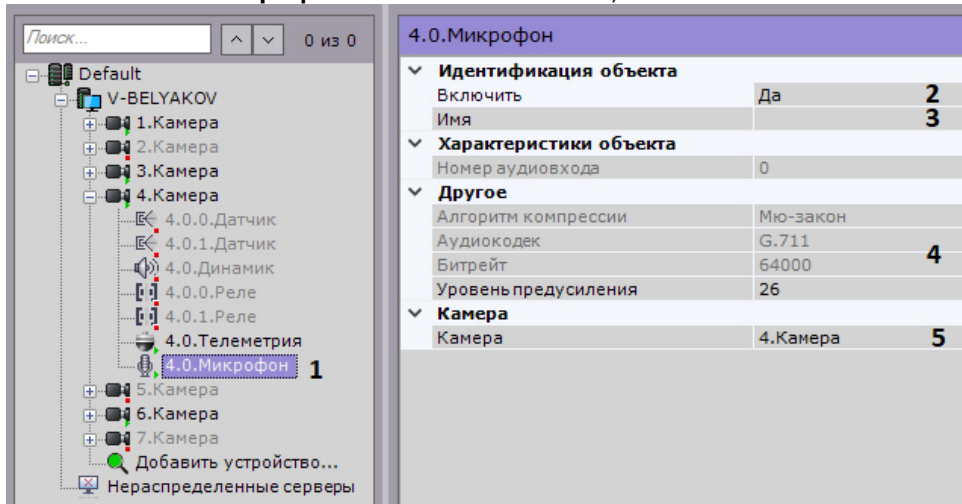 Поиск...
0 из 0
Default
V-BELYAKOV
1.Камера
2.Камера
3.Камера
4.Камера
4.0.0.Датчик
4.0.1.Датчик
4.0.Динамик
4.0.0.Реле
4.0.1.Реле
4.0.Телеметрия
4.0.Микрофон 1
5.Камера
6.Камера
7.Камера
Добавить устройство...
Нераспределенные серверы
4.0.Микрофон
Идентификация объекта
Включить Да 2
Имя 3
Характеристики объекта
Номер аудиовхода 0
Другое
Алгоритм компрессии Мю-закон
Аудиокодек G.711
Битрейт 64000 4
Уровень предусиления 26
Камера
Камера 4.Камера 5